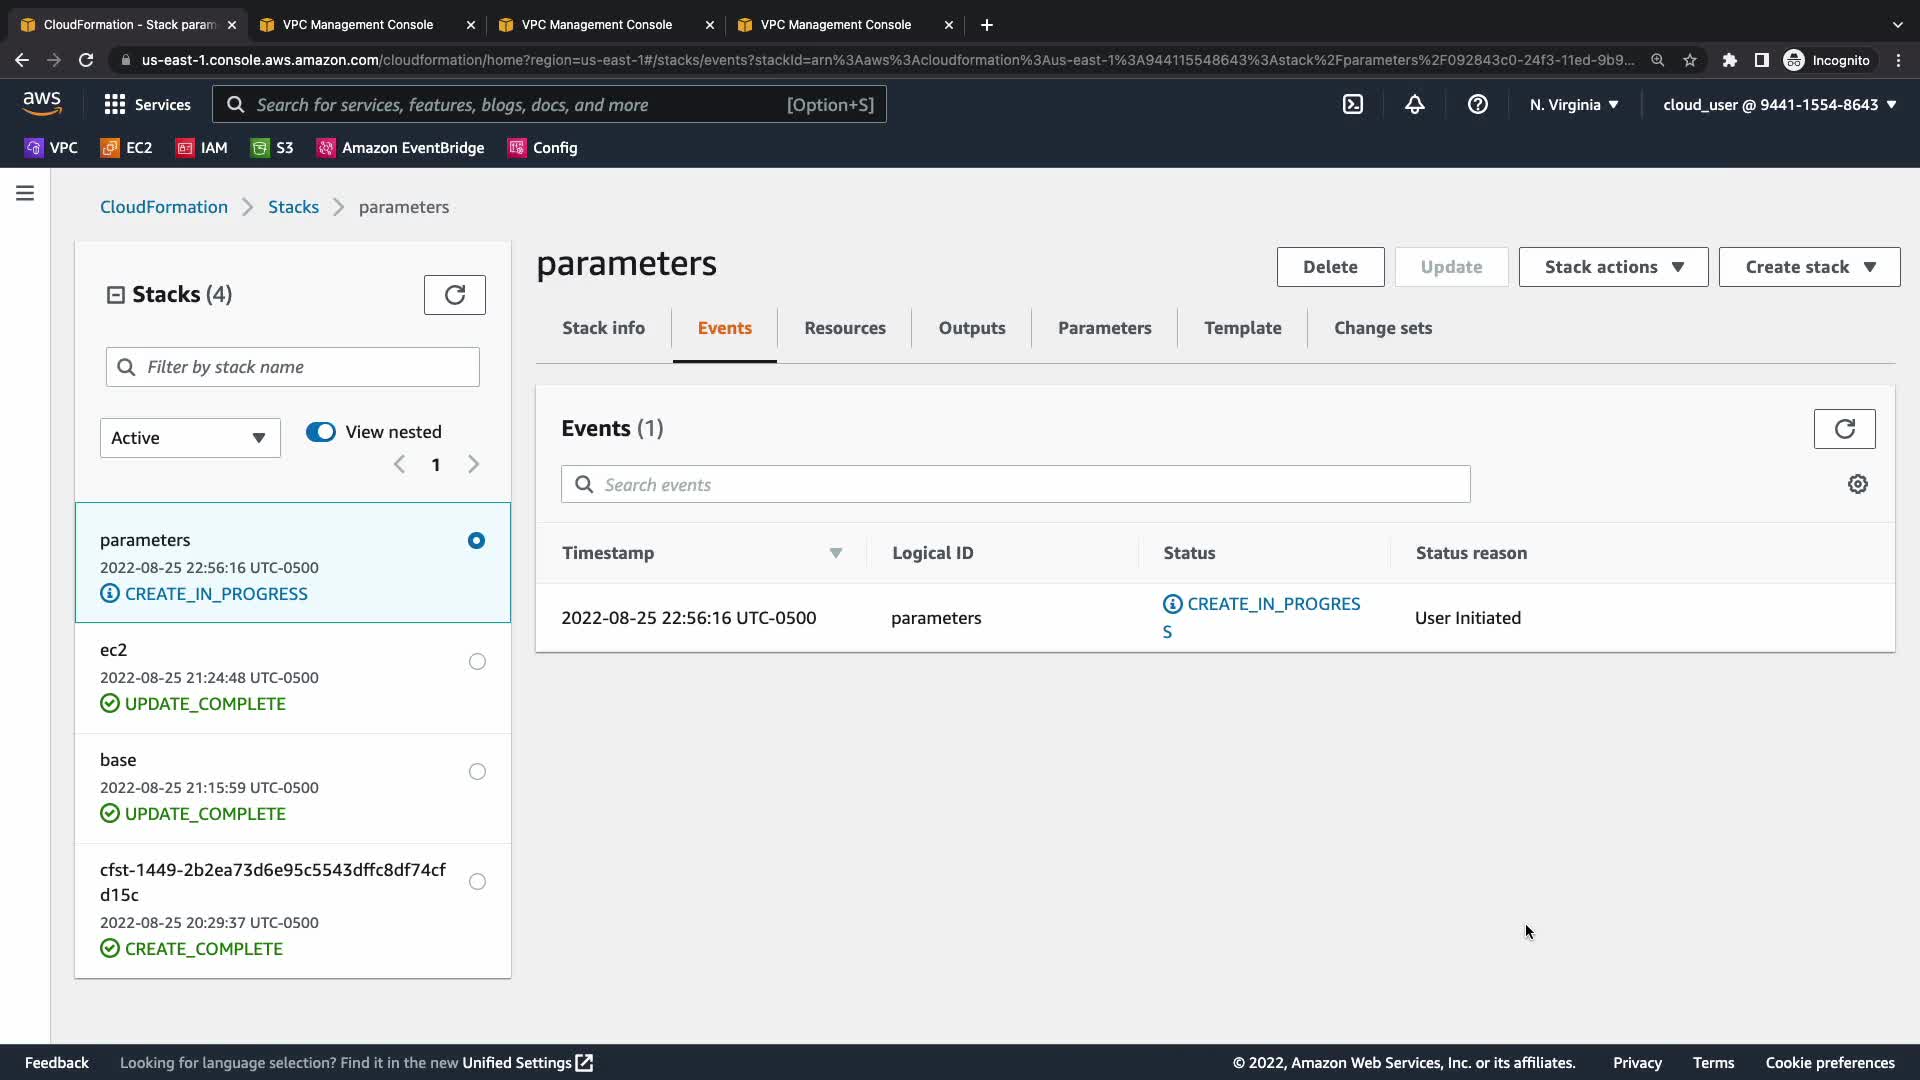 CloudFormation - Stack param
VPC Management Console
VPC Management Console
VPC Management Console
us-east-1.console.aws.amazon.com/cloudformation/home?region=us-east-1#/stacks/events?stackId=arn%3Aaws%3Acloudformation%3Aus-east-1%3A944115548643%3Astack%2Fparameters%2F092843c0-24f3-11ed-9b9...
Incognito
aws
Services
Search for services, features, blogs, docs, and more
[Option+S]
N. Virginia
cloud_user @ 9441-1554-8643
VPC
EC2
IAM
S3
Amazon EventBridge
Config
CloudFormation
Stacks
parameters
Stacks (4)
Filter by stack name
Active
View nested
1
parameters
2022-08-25 22:56:16 UTC-0500
CREATE_IN_PROGRESS
ec2
2022-08-25 21:24:48 UTC-0500
UPDATE_COMPLETE
base
2022-08-25 21:15:59 UTC-0500
UPDATE_COMPLETE
cfst-1449-2b2ea73d6e95c5543dffc8df74cf
d15c
2022-08-25 20:29:37 UTC-0500
CREATE_COMPLETE
parameters
Delete
Update
Stack actions
Create stack
Stack info
Events
Resources
Outputs
Parameters
Template
Change sets
Events (1)
Search events
Timestamp
Logical ID
Status
Status reason
2022-08-25 22:56:16 UTC-0500
parameters
CREATE_IN_PROGRES
S
User Initiated
Feedback
Looking for language selection? Find it in the new Unified Settings
© 2022, Amazon Web Services, Inc. or its affiliates.
Privacy
Terms
Cookie preferences